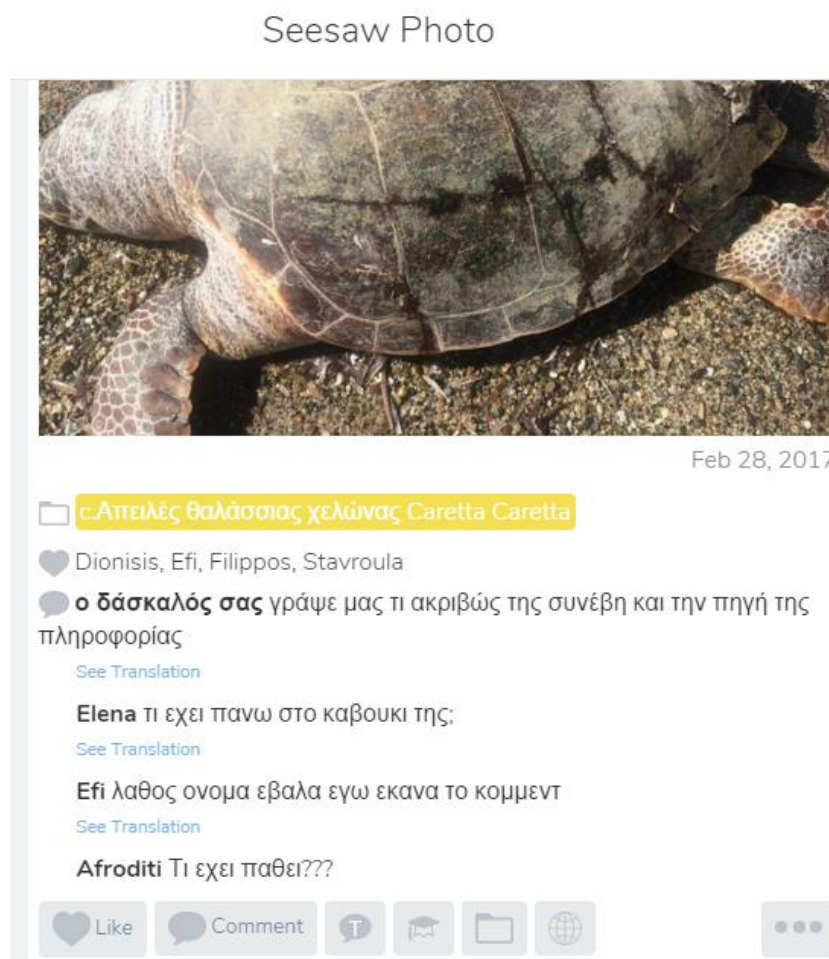 Seesaw Photo
Feb 28, 2017
c.Απειλές θαλάσσιας χελώνας Caretta Caretta
Dionisis, Efi, Filippos, Stavroula
ο δάσκαλός σας γράψε μας τι ακριβώς της συνέβη και την πηγή της
πληροφορίας
See Translation
Elena τι εχει πανω στο καβουκι της;
See Translation
Efi λαθος ονομα εβαλα εγω εκανα το κομμεντ
See Translation
Afroditi Τι εχει παθει???
Like Comment T